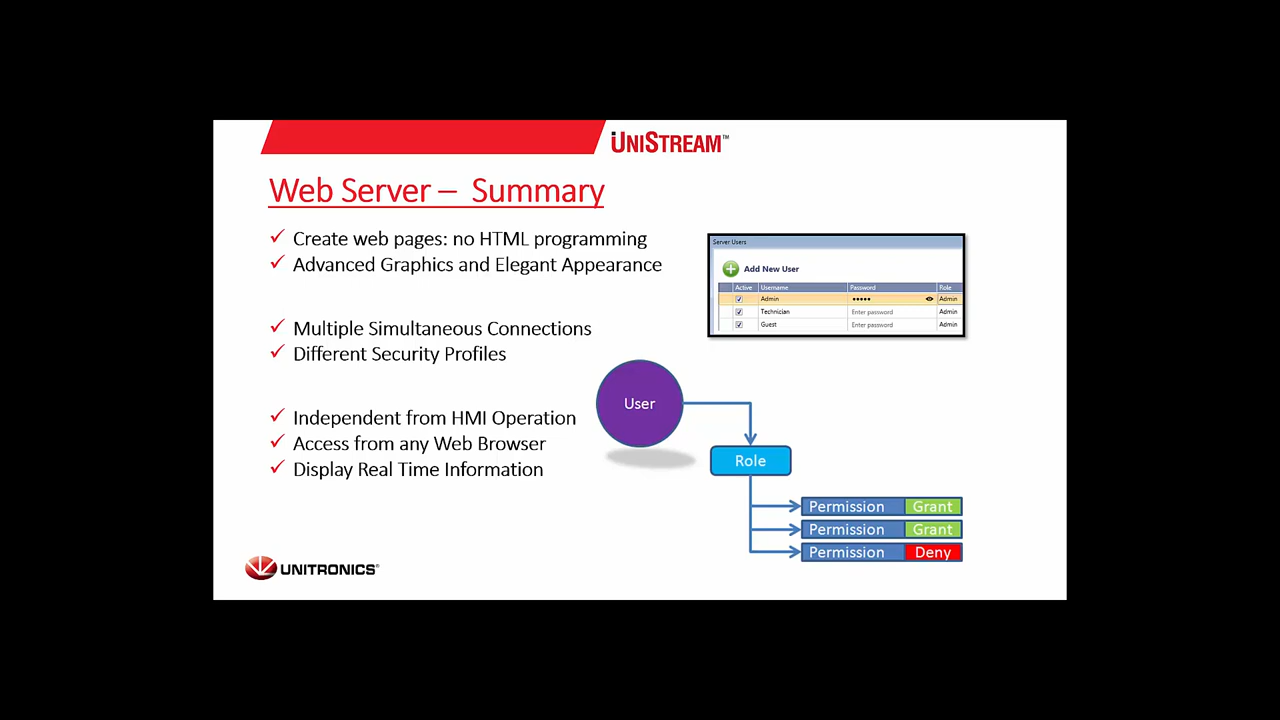 UNISTREAM™
Web Server – Summary
✓ Create web pages: no HTML programming
✓ Advanced Graphics and Elegant Appearance
✓ Multiple Simultaneous Connections
✓ Different Security Profiles
✓ Independent from HMI Operation
✓ Access from any Web Browser
✓ Display Real Time Information
Server Users
Add New User
Active Username Password Role
Admin ••••• Admin
Technician Enter password Admin
Guest Enter password Admin
User
Role
Permission Grant
Permission Grant
Permission Deny
UNITRONICS®